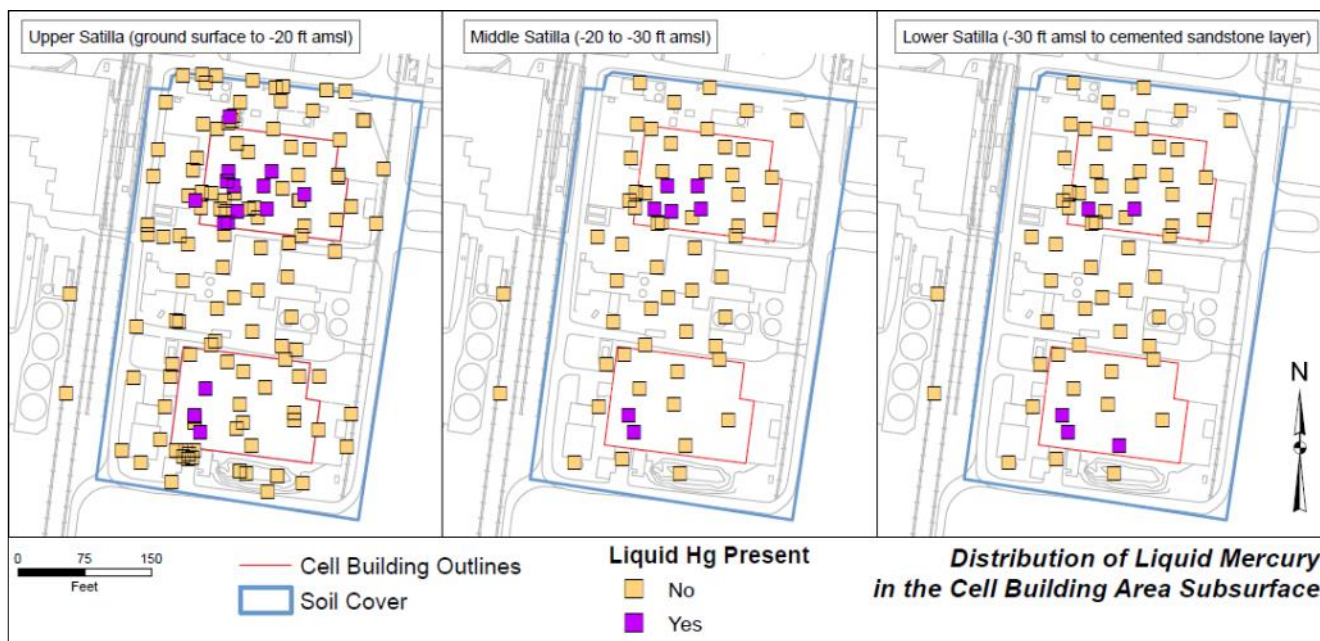 Upper Satilla (ground surface to -20 ft amsl)
Middle Satilla (-20 to -30 ft amsl)
Lower Satilla (-30 ft amsl to cemented sandstone layer)
N
0 75 150
Feet
Cell Building Outlines
Soil Cover
Liquid Hg Present
No
Yes
Distribution of Liquid Mercury
in the Cell Building Area Subsurface